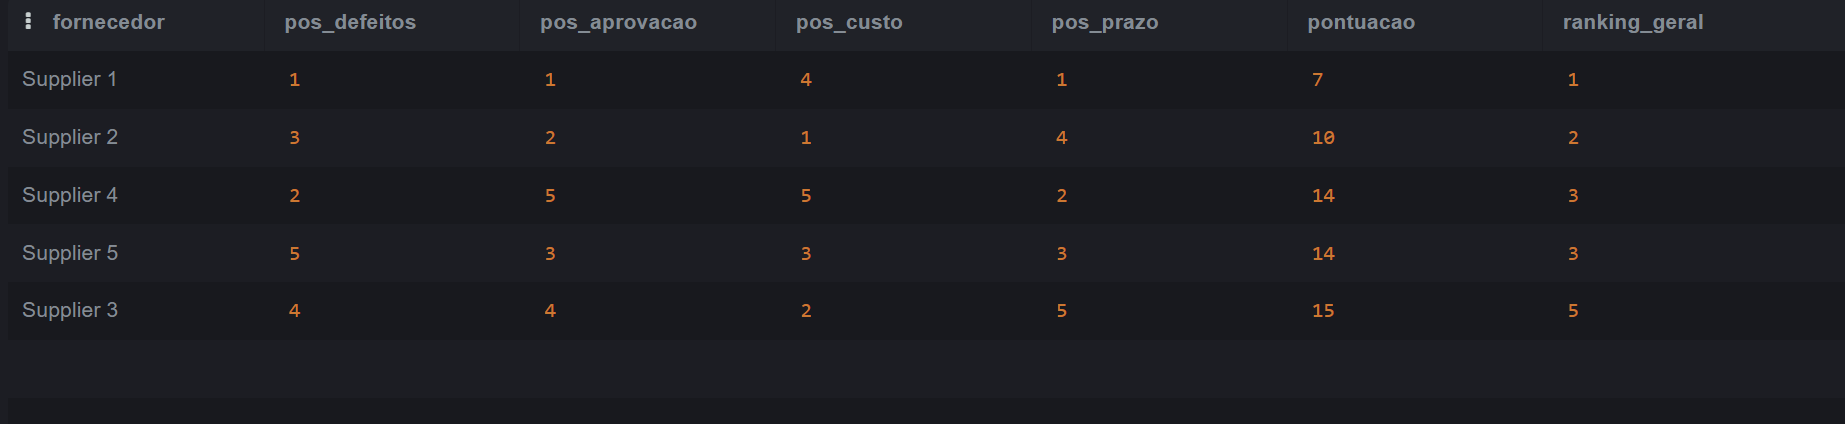 fornecedor pos_defeitos pos_aprovacao pos_custo pos_prazo pontuacao ranking_geral
Supplier 1 1 1 4 1 7 1
Supplier 2 3 2 1 4 10 2
Supplier 4 2 5 5 2 14 3
Supplier 5 5 3 3 3 14 3
Supplier 3 4 4 2 5 15 5